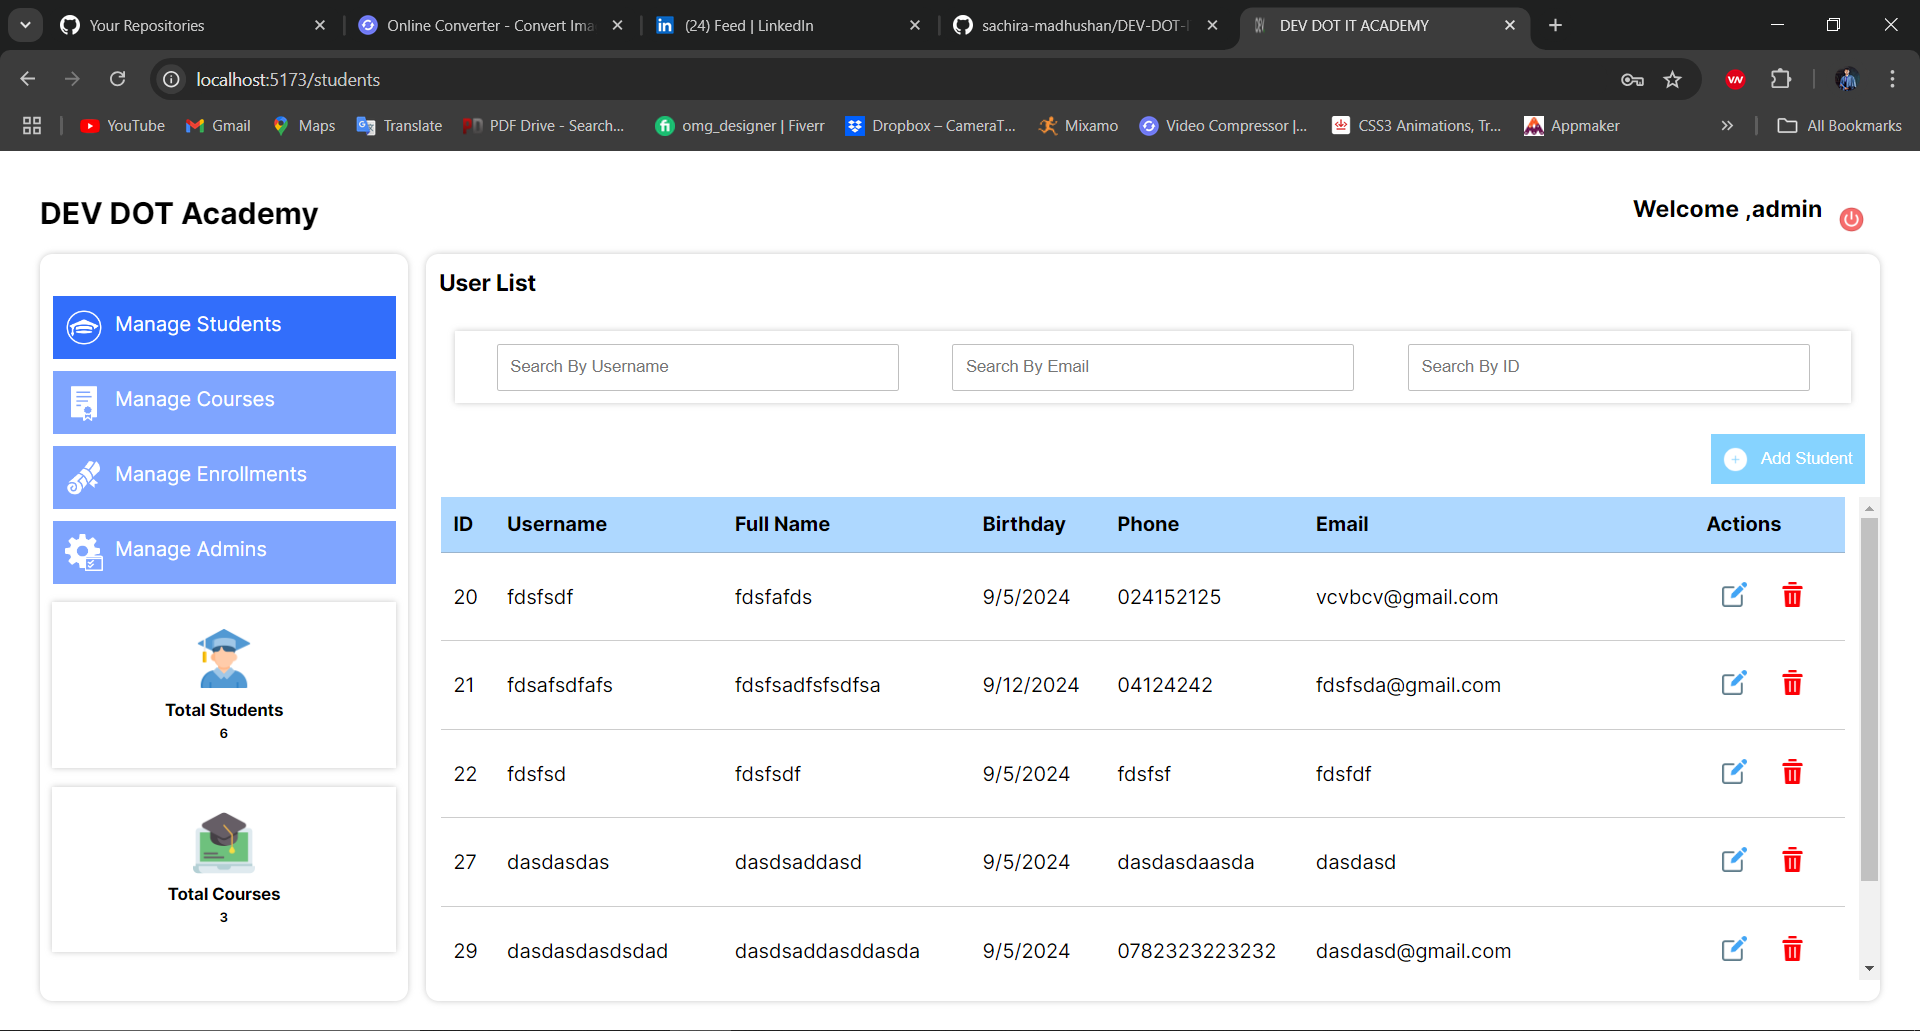 Your Repositories
Online Converter - Convert Ima
(24) Feed | LinkedIn
sachira-madhushan/DEV-DOT-
DEV DOT IT ACADEMY
localhost:5173/students
YouTube
Gmail
Maps
Translate
PDF Drive - Search...
omg_designer | Fiverr
Dropbox – CameraT...
Mixamo
Video Compressor |...
CSS3 Animations, Tr...
Appmaker
All Bookmarks
DEV DOT Academy
Welcome ,admin
Manage Students
Manage Courses
Manage Enrollments
Manage Admins
Total Students
6
Total Courses
3
User List
Search By Username
Search By Email
Search By ID
Add Student
ID Username Full Name Birthday Phone Email Actions
20 fdsfsdf fdsfafds 9/5/2024 024152125 vcvbcv@gmail.com
21 fdsafsdfafs fdsfsadfsfsdfsa 9/12/2024 04124242 fdsfsda@gmail.com
22 fdsfsd fdsfsdf 9/5/2024 fdsfsf fdsfdf
27 dasdasdas dasdsaddasd 9/5/2024 dasdasdaasda dasdasd
29 dasdasdasdsdad dasdsaddasddasda 9/5/2024 0782323223232 dasdasd@gmail.com